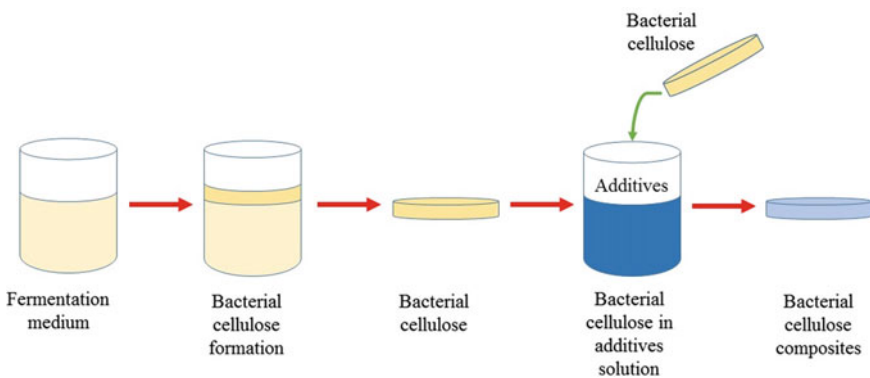 Bacterial
cellulose
Additives
Fermentation
medium
Bacterial
cellulose
formation
Bacterial
cellulose
Bacterial
cellulose in
additives
solution
Bacterial
cellulose
composites